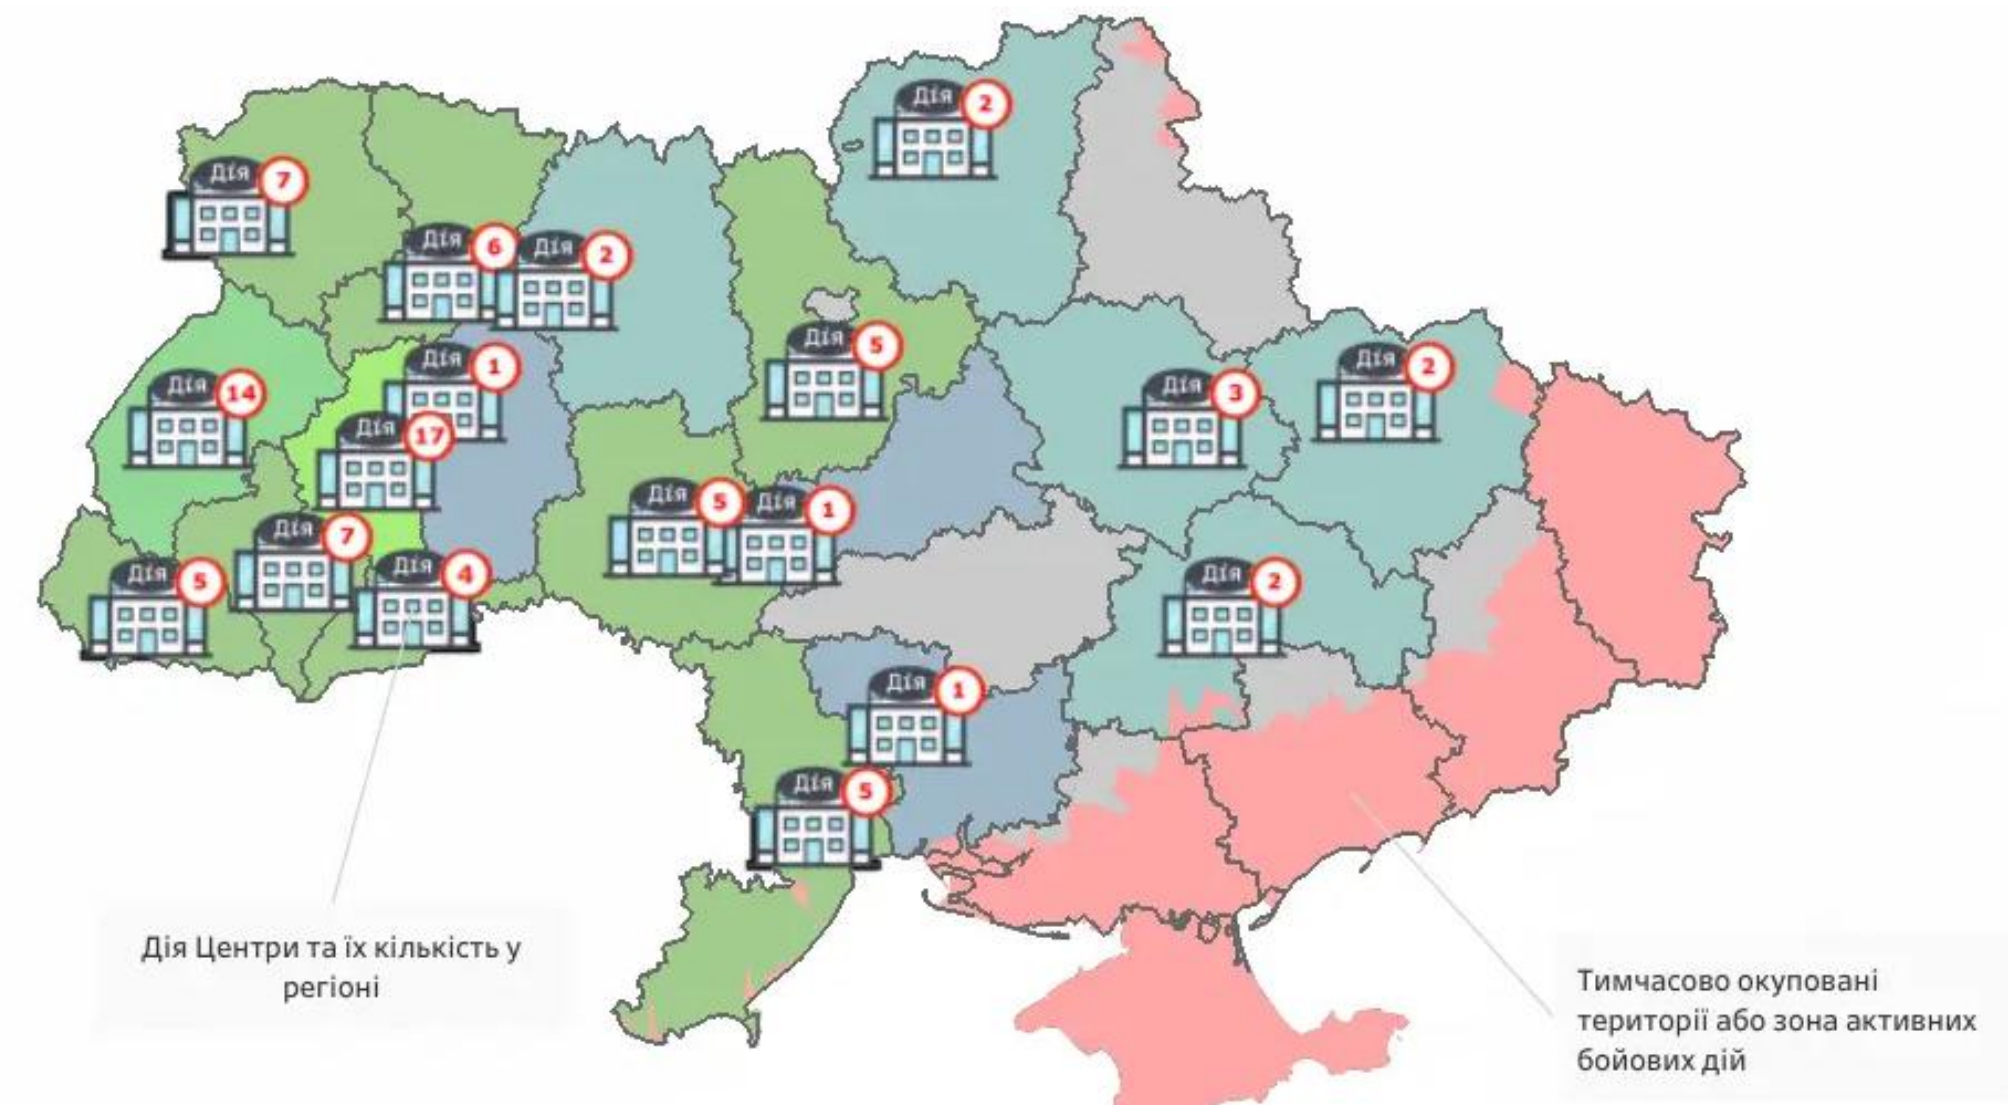 Дія 2
Дія 7
Дія 6
Дія 2
Дія 5
Дія 1
Дія 3
Дія 2
Дія 14
Дія 17
Дія 5
Дія 1
Дія 7
Дія 4
Дія 5
Дія 2
Дія 1
Дія 5
Дія Центри та їх кількість у
регіоні
Тимчасово окуповані
території або зона активних
бойових дій